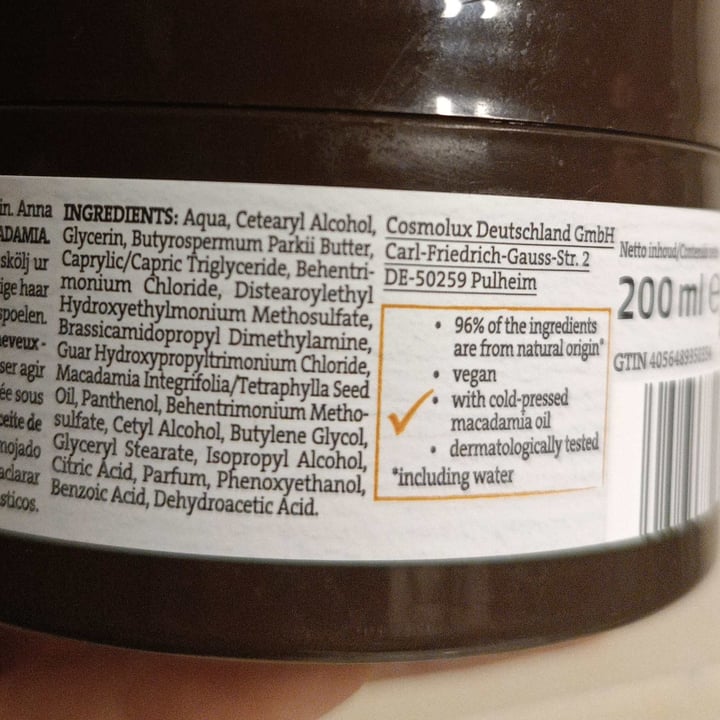 in. Anna
ADAMIA.
skölj ur
ige haar
spoelen.
eveux-
ser agir
ée sous
ceite de
mojado
aclarar
sticos.
INGREDIENTS: Aqua, Cetearyl Alcohol,
Glycerin, Butyrospermum Parkii Butter,
Caprylic/Capric Triglyceride, Behentri-
monium Chloride, Distearoylethyl
Hydroxyethylmonium Methosulfate,
Brassicamidopropyl Dimethylamine,
Guar Hydroxypropyltrimonium Chloride,
Macadamia Integrifolia/Tetraphylla Seed
Oil, Panthenol, Behentrimonium Metho-
sulfate, Cetyl Alcohol, Butylene Glycol,
Glyceryl Stearate, Isopropyl Alcohol,
Citric Acid, Parfum, Phenoxyethanol,
Benzoic Acid, Dehydroacetic Acid.
Cosmolux Deutschland GmbH
Carl-Friedrich-Gauss-Str. 2
DE-50259 Pulheim
• 96% of the ingredients
are from natural origin*
• vegan
• with cold-pressed
macadamia oil
• dermatologically tested
*including water
Netto inhoud/Contenido
200 ml e
GTIN